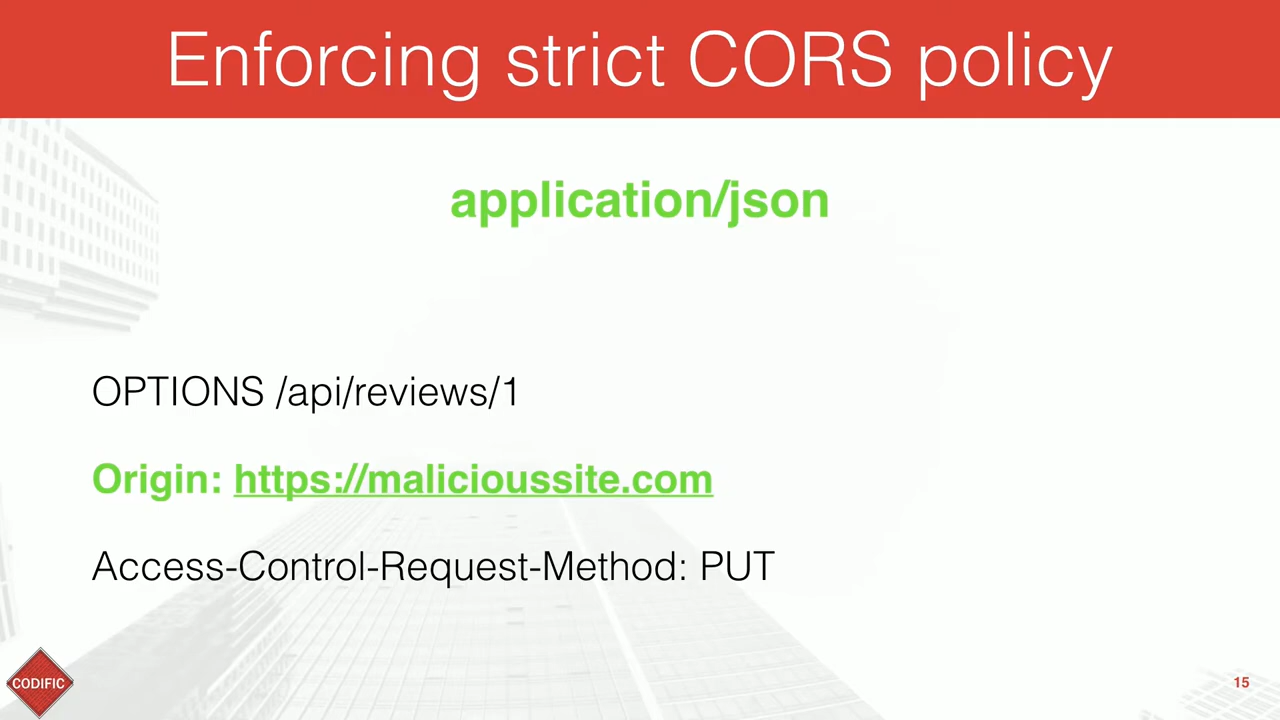 Enforcing strict CORS policy
application/json
OPTIONS /api/reviews/1
Origin: https://malicioussite.com
Access-Control-Request-Method: PUT
CODIFIC
15